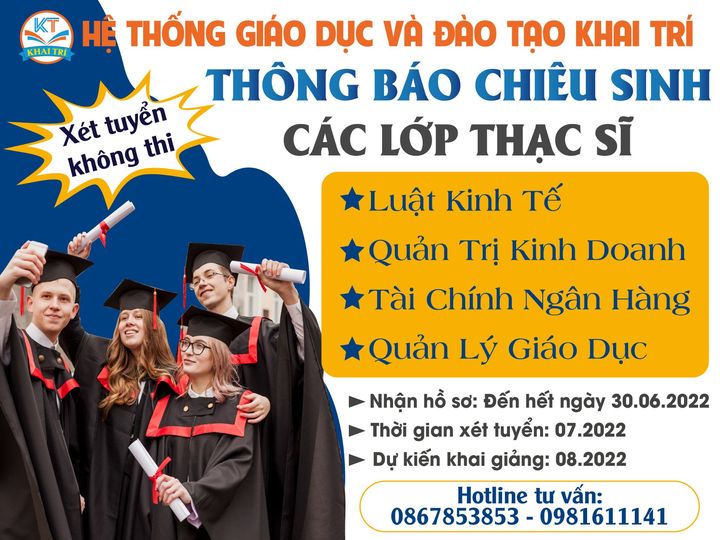 KT
KHAI TRI
HỆ THỐNG GIÁO DỤC VÀ ĐÀO TẠO KHAI TRÍ
THÔNG BÁO CHIÊU SINH
CÁC LỚP THẠC SĨ
Xét tuyển
không thi
Luật Kinh Tế
Quản Trị Kinh Doanh
Tài Chính Ngân Hàng
Quản Lý Giáo Dục
Nhận hồ sơ: Đến hết ngày 30.06.2022
Thời gian xét tuyển: 07.2022
Dự kiến khai giảng: 08.2022
Hotline tư vấn:
0867853853 - 0981611141